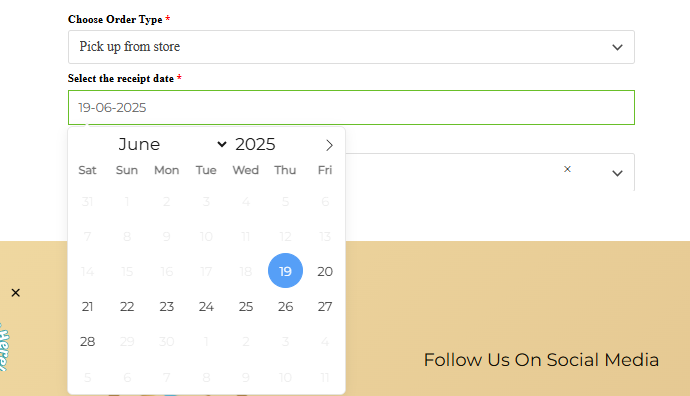 Choose Order Type *
Pick up from store
Select the receipt date *
19-06-2025
June 2025
Sat Sun Mon Tue Wed Thu Fri
31 1 2 3 4 5 6
7 8 9 10 11 12 13
14 15 16 17 18 19 20
21 22 23 24 25 26 27
28 29 30 1 2 3 4
5 6 7 8 9 10 11
Here!
Follow Us On Social Media